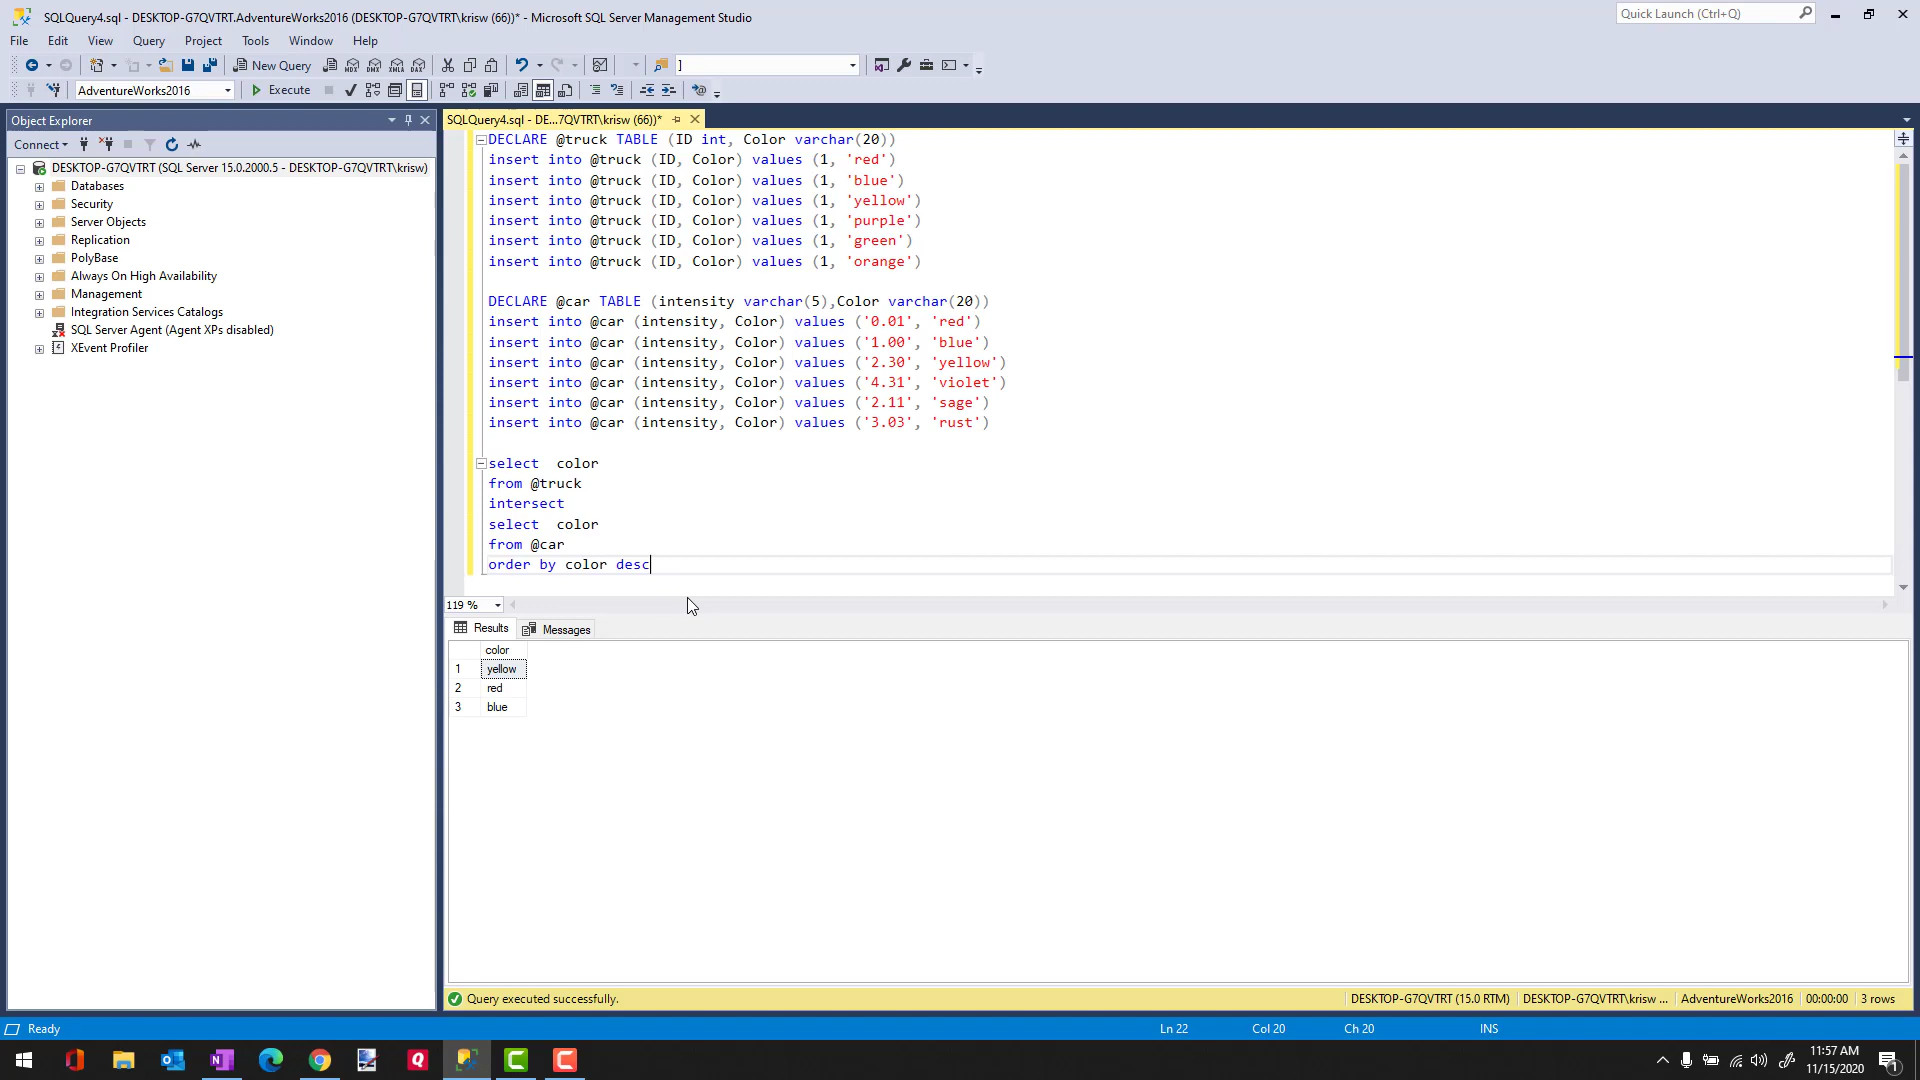 SQLQuery4.sql - DESKTOP-G7QVTRT.AdventureWorks2016 (DESKTOP-G7QVTRT\krisw (66))* - Microsoft SQL Server Management Studio
Quick Launch (Ctrl+Q)
File Edit View Query Project Tools Window Help
New Query ]
AdventureWorks2016 Execute
Object Explorer
Connect
DESKTOP-G7QVTRT (SQL Server 15.0.2000.5 - DESKTOP-G7QVTRT\krisw)
Databases
Security
Server Objects
Replication
PolyBase
Always On High Availability
Management
Integration Services Catalogs
SQL Server Agent (Agent XPs disabled)
XEvent Profiler
SQLQuery4.sql - DE...7QVTRT\krisw (66))*
DECLARE @truck TABLE (ID int, Color varchar(20))
insert into @truck (ID, Color) values (1, 'red')
insert into @truck (ID, Color) values (1, 'blue')
insert into @truck (ID, Color) values (1, 'yellow')
insert into @truck (ID, Color) values (1, 'purple')
insert into @truck (ID, Color) values (1, 'green')
insert into @truck (ID, Color) values (1, 'orange')
DECLARE @car TABLE (intensity varchar(5),Color varchar(20))
insert into @car (intensity, Color) values ('0.01', 'red')
insert into @car (intensity, Color) values ('1.00', 'blue')
insert into @car (intensity, Color) values ('2.30', 'yellow')
insert into @car (intensity, Color) values ('4.31', 'violet')
insert into @car (intensity, Color) values ('2.11', 'sage')
insert into @car (intensity, Color) values ('3.03', 'rust')
select  color
from @truck
intersect
select  color
from @car
order by color desc
119 %
Results Messages
color
1 yellow
2 red
3 blue
Query executed successfully. DESKTOP-G7QVTRT (15.0 RTM) DESKTOP-G7QVTRT\krisw ... AdventureWorks2016 00:00:00 3 rows
Ready Ln 22 Col 20 Ch 20 INS
11:57 AM
11/15/2020
1